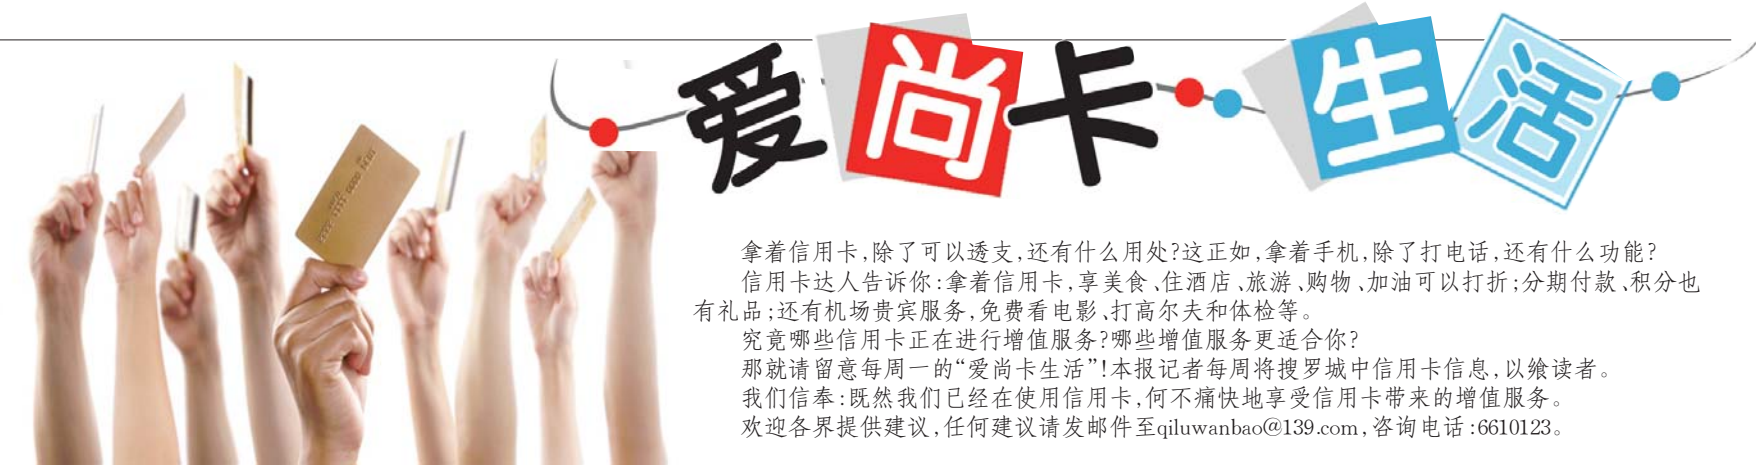 爱尚卡·生活
拿着信用卡,除了可以透支,还有什么用处?这正如,拿着手机,除了打电话,还有什么功能?
信用卡达人告诉你:拿着信用卡,享美食、住酒店、旅游、购物、加油可以打折;分期付款、积分也
有礼品;还有机场贵宾服务,免费看电影、打高尔夫和体检等。
究竟哪些信用卡正在进行增值服务?哪些增值服务更适合你?
那就请留意每周一的“爱尚卡生活”!本报记者每周将搜罗城中信用卡信息,以飨读者。
我们信奉:既然我们已经在使用信用卡,何不痛快地享受信用卡带来的增值服务。
欢迎各界提供建议,任何建议请发邮件至qiluwanbao@139.com,咨询电话:6610123。